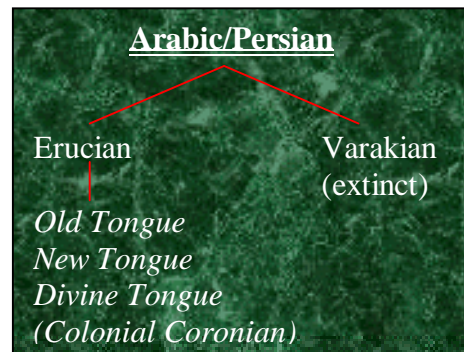 Arabic/Persian
Erucian
Varakian
(extinct)
Old Tongue
New Tongue
Divine Tongue
(Colonial Coronian)